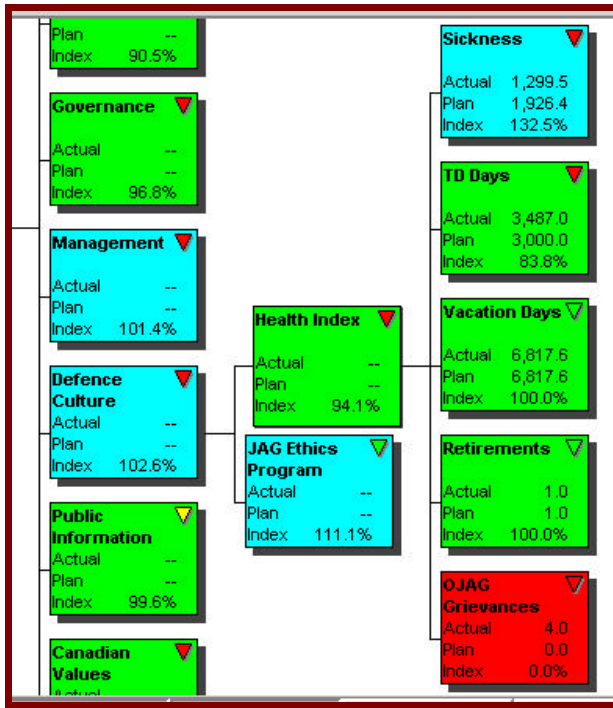 Plan --
Index 90.5%
Governance
Actual --
Plan --
Index 96.8%
Management
Actual --
Plan --
Index 101.4%
Defence
Culture
Actual --
Plan --
Index 102.6%
Public
Information
Actual --
Plan --
Index 99.6%
Canadian
Values
Actual
Health Index
Actual --
Plan --
Index 94.1%
JAG Ethics
Program
Actual --
Plan --
Index 111.1%
Sickness
Actual 1,299.5
Plan 1,926.4
Index 132.5%
TD Days
Actual 3,487.0
Plan 3,000.0
Index 83.8%
Vacation Days
Actual 6,817.6
Plan 6,817.6
Index 100.0%
Retirements
Actual 1.0
Plan 1.0
Index 100.0%
OJAG
Grievances
Actual 4.0
Plan 0.0
Index 0.0%